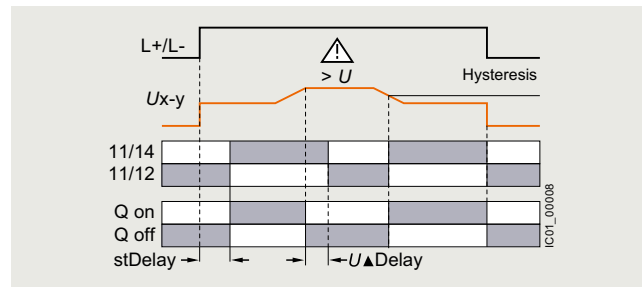 L+/L-
> U
Hysteresis
Ux-y
11/14
11/12
Q on
Q off
stDelay
U▲Delay
IC01_00008